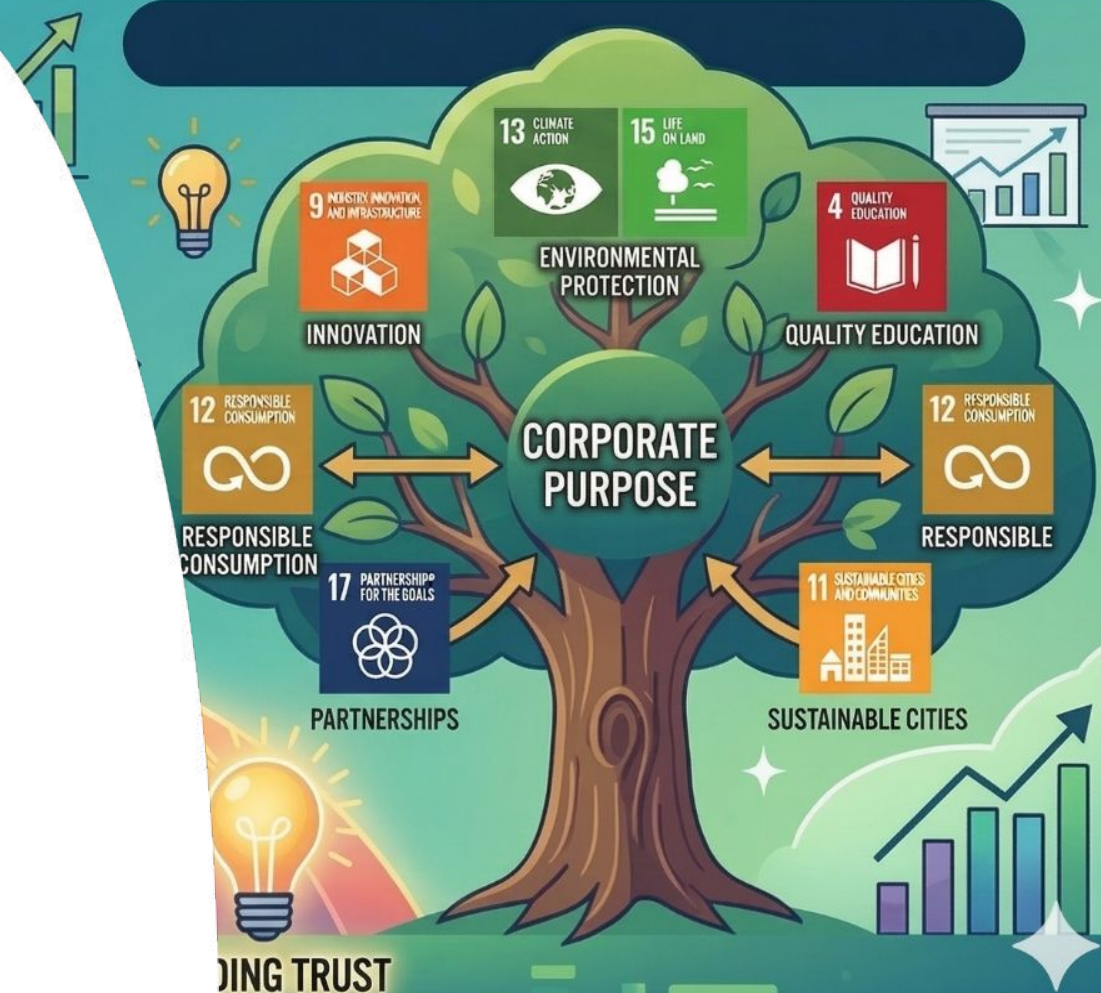 13 CLIMATE
ACTION
15 LIFE
ON LAND
ENVIRONMENTAL
PROTECTION
9
AND INFRASTRUCTURE
INNOVATION
4 QUALITY
EDUCATION
QUALITY EDUCATION
12 RESPONSIBLE
CONSUMPTION
RESPONSIBLE
CONSUMPTION
CORPORATE
PURPOSE
12 RESPONSIBLE
CONSUMPTION
RESPONSIBLE
17 PARTNERSHIPS
FOR THE GOALS
PARTNERSHIPS
11 SUSTAINABLE CITIES
AND COMMUNITIES
SUSTAINABLE CITIES
DING TRUST